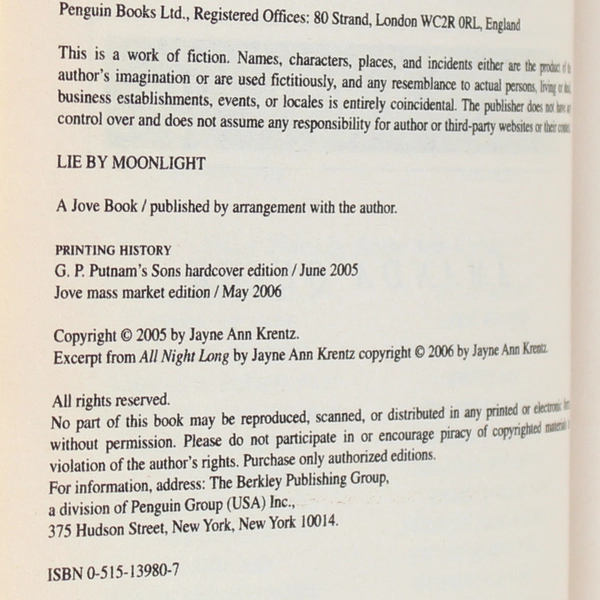 Penguin Books Ltd., Registered Offices: 80 Strand, London WC2R 0RL, England
This is a work of fiction. Names, characters, places, and incidents either are the product of the
author's imagination or are used fictitiously, and any resemblance to actual persons, living or dead,
business establishments, events, or locales is entirely coincidental. The publisher does not have any
control over and does not assume any responsibility for author or third-party websites or their content.
LIE BY MOONLIGHT
A Jove Book / published by arrangement with the author.
PRINTING HISTORY
G. P. Putnam's Sons hardcover edition / June 2005
Jove mass market edition / May 2006
Copyright © 2005 by Jayne Ann Krentz.
Excerpt from All Night Long by Jayne Ann Krentz copyright © 2006 by Jayne Ann Krentz.
All rights reserved.
No part of this book may be reproduced, scanned, or distributed in any printed or electronic form
without permission. Please do not participate in or encourage piracy of copyrighted materials in
violation of the author's rights. Purchase only authorized editions.
For information, address: The Berkley Publishing Group,
a division of Penguin Group (USA) Inc.,
375 Hudson Street, New York, New York 10014.
ISBN 0-515-13980-7